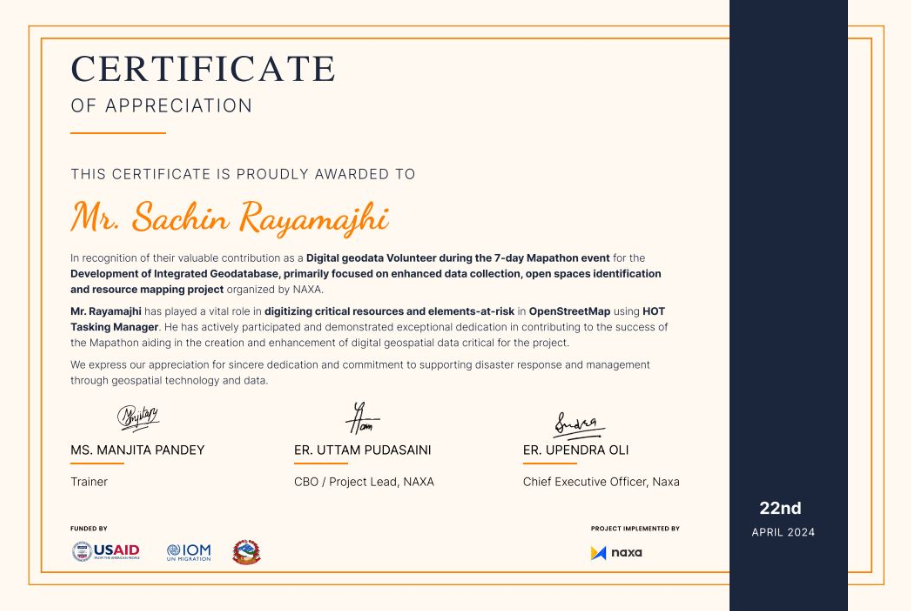 CERTIFICATE
OF APPRECIATION
THIS CERTIFICATE IS PROUDLY AWARDED TO
Mr. Sachin Rayamajhi
In recognition of their valuable contribution as a Digital geodata Volunteer during the 7-day Mapathon event for the
Development of Integrated Geodatabase, primarily focused on enhanced data collection, open spaces identification
and resource mapping project organized by NAXA.
Mr. Rayamajhi has played a vital role in digitizing critical resources and elements-at-risk in OpenStreetMap using HOT
Tasking Manager. He has actively participated and demonstrated exceptional dedication in contributing to the success of
the Mapathon aiding in the creation and enhancement of digital geospatial data critical for the project.
We express our appreciation for sincere dedication and commitment to supporting disaster response and management
through geospatial technology and data.
MS. MANJITA PANDEY
Trainer
ER. UTTAM PUDASAINI
CBO / Project Lead, NAXA
ER. UPENDRA OLI
Chief Executive Officer, Naxa
FUNDED BY
USAID
FROM THE AMERICAN PEOPLE
IOM
UN MIGRATION
PROJECT IMPLEMENTED BY
naxa
22nd
APRIL 2024